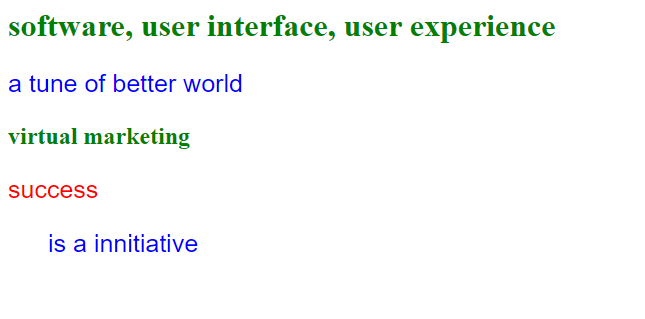 software, user interface, user experience
a tune of better world
virtual marketing
success
is a innitiative